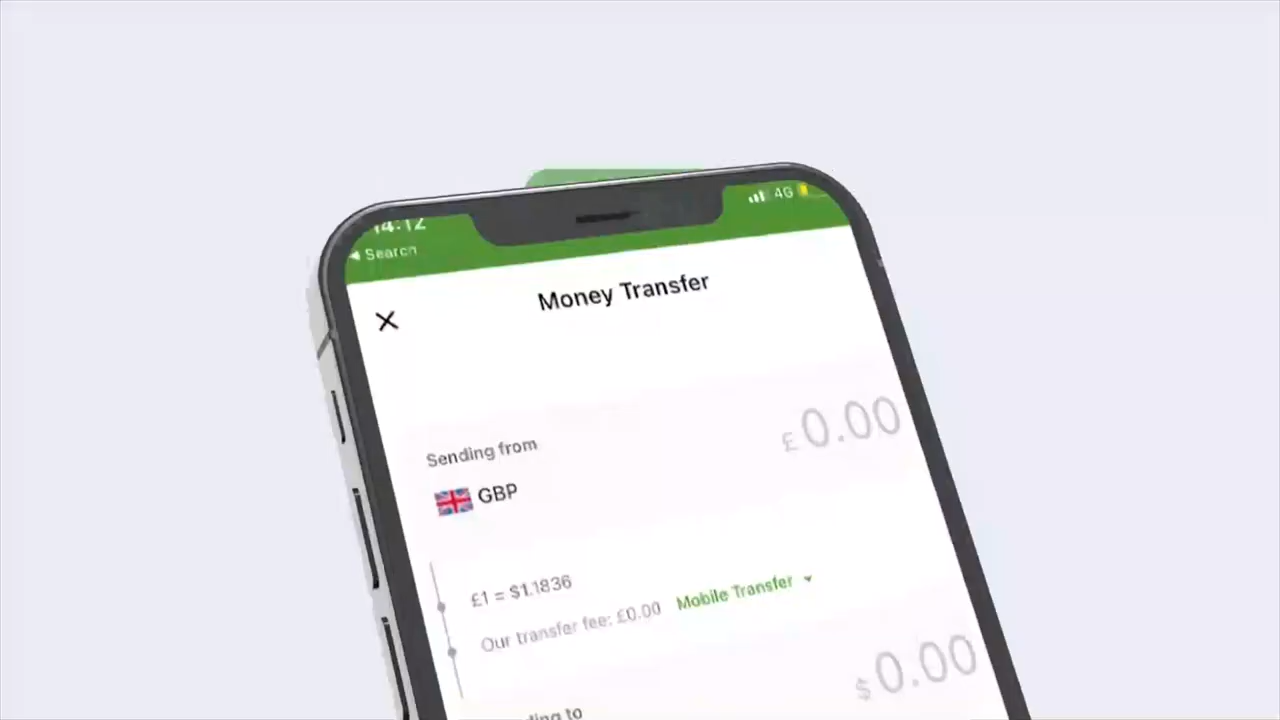 14:12
4G
Search
Money Transfer
£0.00
Sending from
GBP
£1 = $1.1836
Our transfer fee: £0.00 Mobile Transfer
$0.00
to